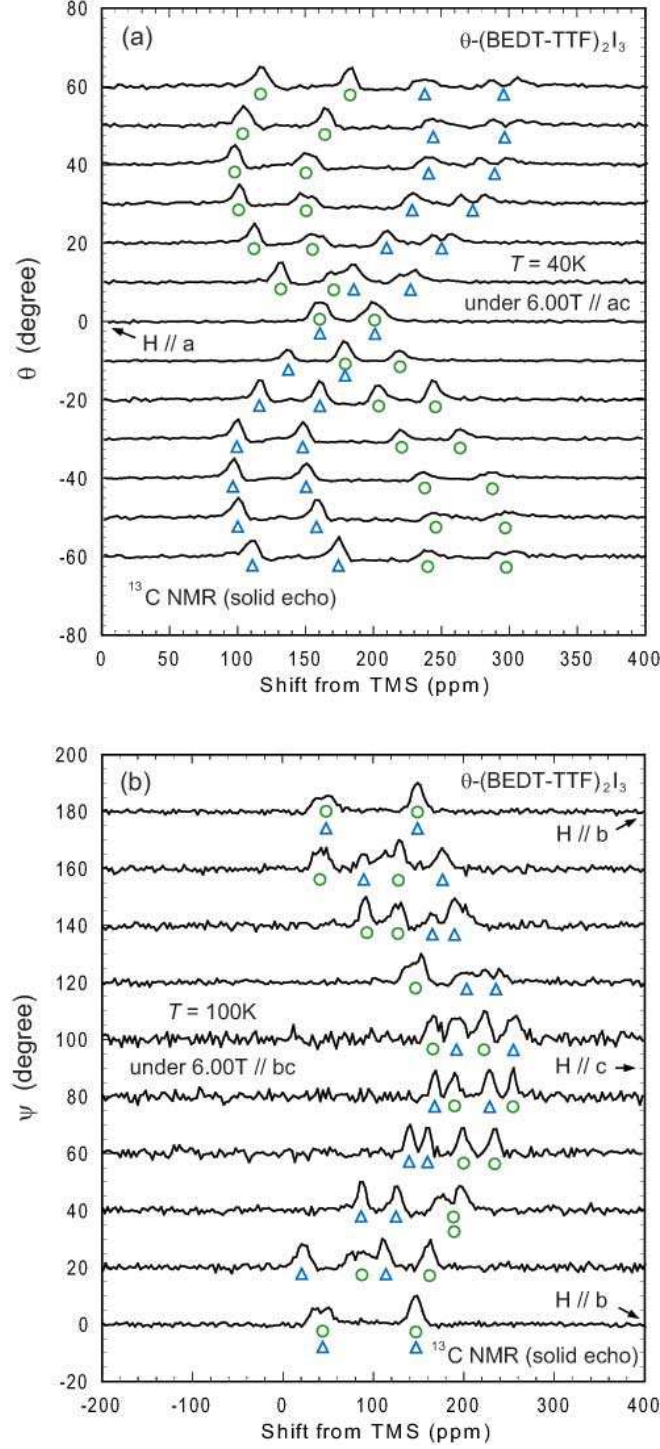 (a)
θ-(BEDT-TTF)₂I₃
80
60
40
20
0
-20
-40
-60
-80
θ (degree)
T = 40K
under 6.00T // ac
H // a
¹³C NMR (solid echo)
0 50 100 150 200 250 300 350 400
Shift from TMS (ppm)
(b)
θ-(BEDT-TTF)₂I₃
200
180
160
140
120
100
80
60
40
20
0
-20
ψ (degree)
H // b
T = 100K
under 6.00T // bc
H // c
H // b
¹³C NMR (solid echo)
-200 -100 0 100 200 300 400
Shift from TMS (ppm)